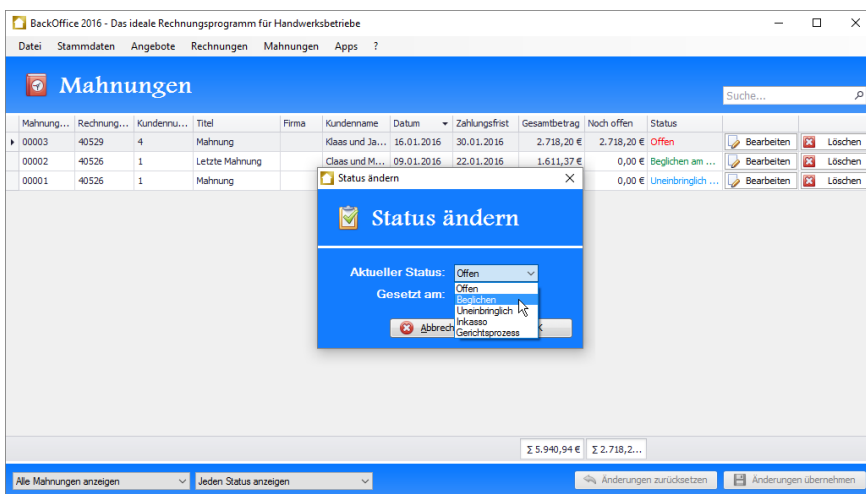 BackOffice 2016 - Das ideale Rechnungsprogramm für Handwerksbetriebe
Datei Stammdaten Angebote Rechnungen Mahnungen Apps ?
Mahnungen
Suche...
Mahnung... Rechnung... Kundennu... Titel Firma Kundenname Datum Zahlungsfrist Gesamtbetrag Noch offen Status
00003 40529 4 Mahnung Klaas und Ja... 16.01.2016 30.01.2016 2.718,20 € 2.718,20 € Offen Bearbeiten Löschen
00002 40526 1 Letzte Mahnung Claas und M... 09.01.2016 22.01.2016 1.611,37 € 0,00 € Beglichen am ... Bearbeiten Löschen
00001 40526 1 Mahnung 0,00 € Uneinbringlich ... Bearbeiten Löschen
Status ändern
Status ändern
Aktueller Status: Offen
Gesetzt am:
Offen
Beglichen
Uneinbringlich
Inkasso
Gerichtsprozess
Abbrech
Σ 5.940,94 € Σ 2.718,2...
Alle Mahnungen anzeigen Jeden Status anzeigen Änderungen zurücksetzen Änderungen übernehmen